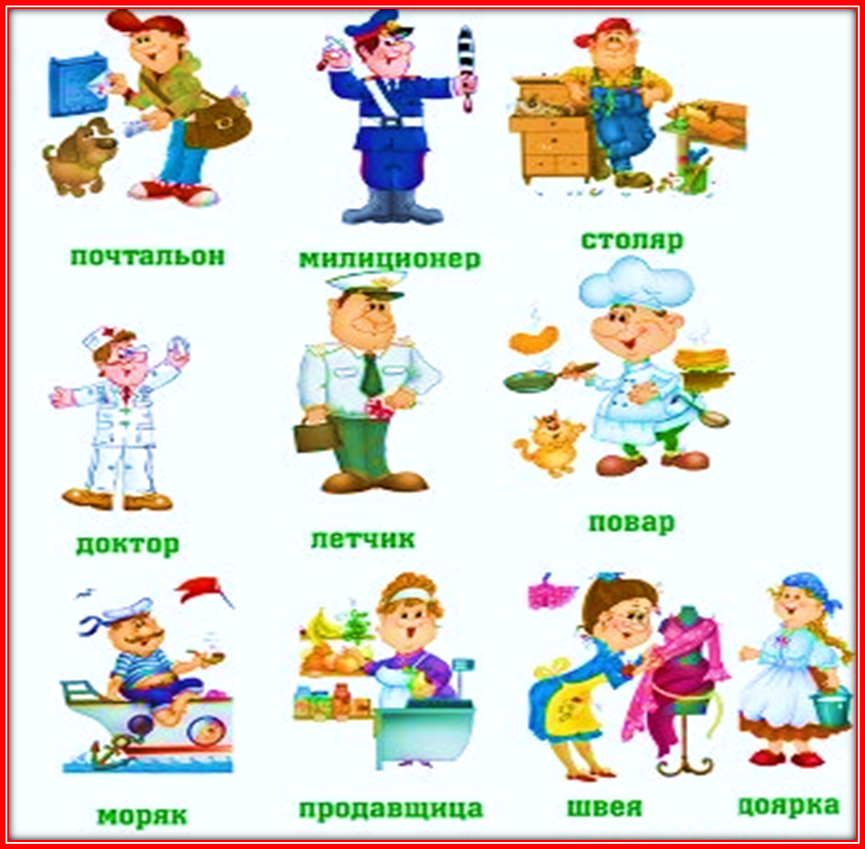 почтальон
милиционер
столяр
доктор
летчик
повар
моряк
продавщица
швея
доярка